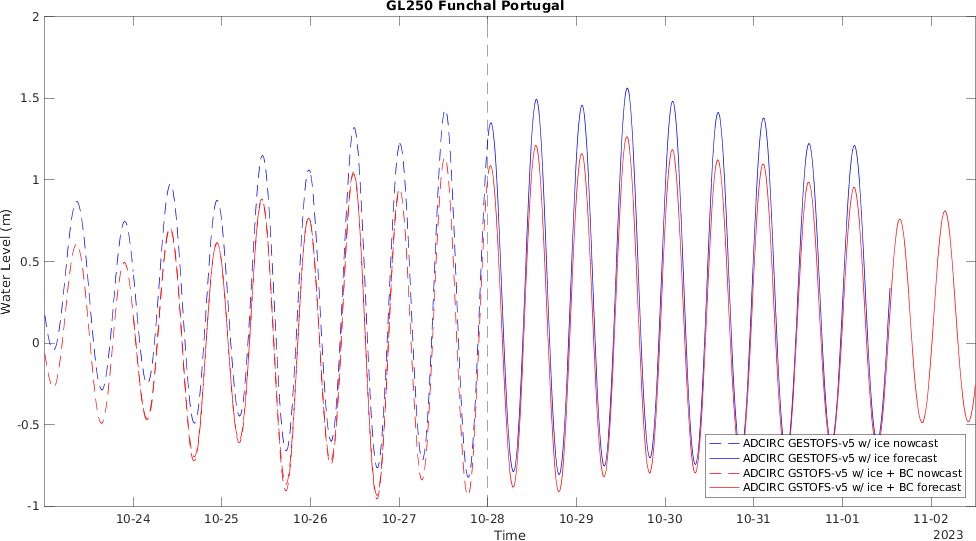 GL250 Funchal Portugal
2
1.5
1
0.5
0
-0.5
-1
Water Level (m)
10-24 10-25 10-26 10-27 10-28 10-29 10-30 10-31 11-01 11-02
Time
2023
ADCIRC GESTOFS-v5 w/ ice nowcast
ADCIRC GESTOFS-v5 w/ ice forecast
ADCIRC GSTOFS-v5 w/ ice + BC nowcast
ADCIRC GSTOFS-v5 w/ ice + BC forecast